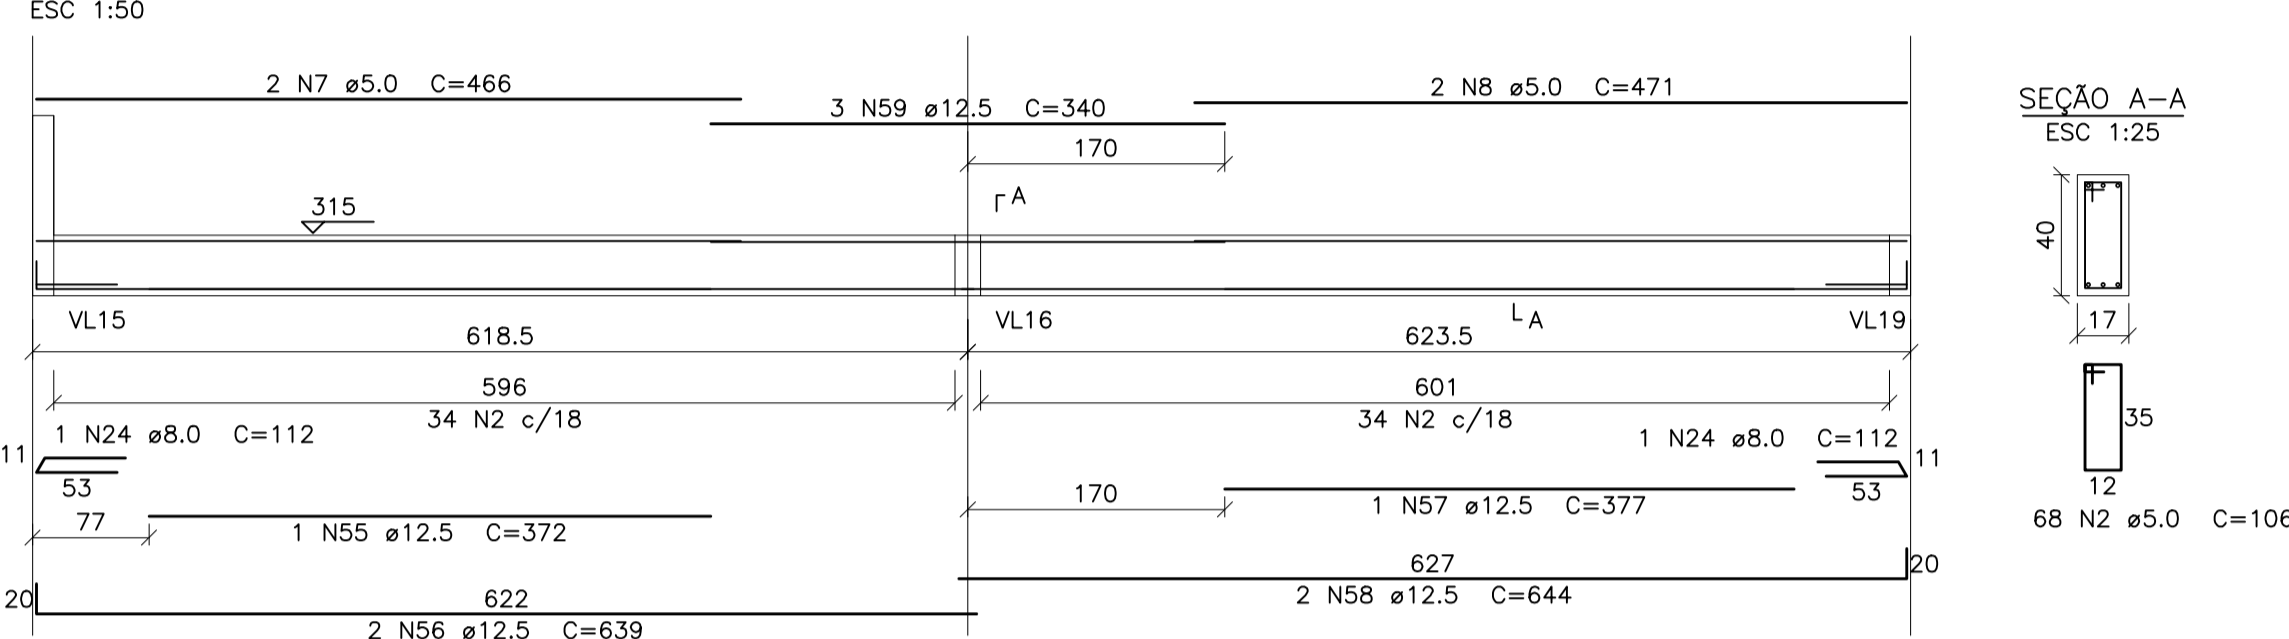 ESC 1:50
2 N7 ø5.0 C=466
2 N8 ø5.0 C=471
3 N59 ø12.5 C=340
170
SEÇÃO A-A
ESC 1:25
A
315
40
17
VL15
VL16
A
VL19
618.5
623.5
596
601
34 N2 c/18
34 N2 c/18
1 N24 ø8.0 C=112
1 N24 ø8.0 C=112
11
53
11
53
35
12
68 N2 ø5.0 C=106
77
1 N55 ø12.5 C=372
170
1 N57 ø12.5 C=377
627
20
2 N58 ø12.5 C=644
20
622
2 N56 ø12.5 C=639